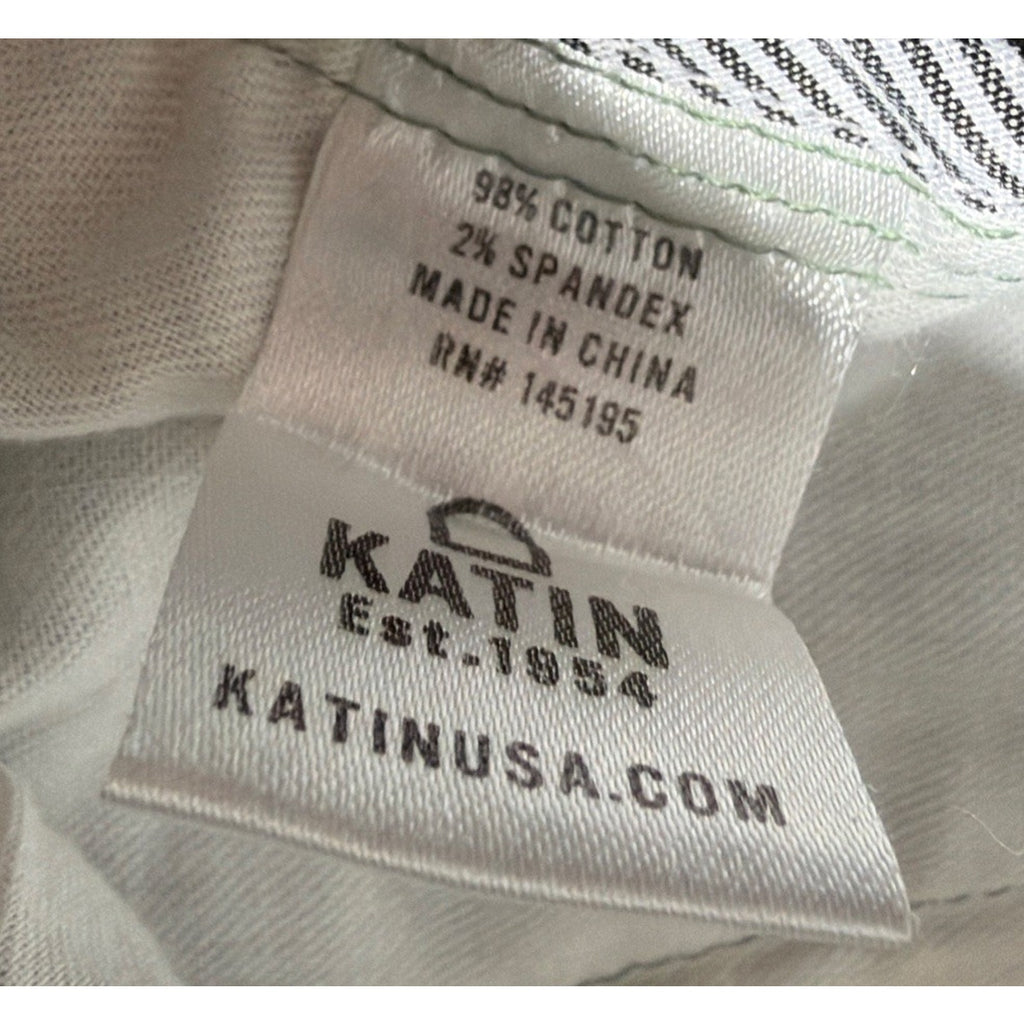 98% COTTON
2% SPANDEX
MADE IN CHINA
RN# 145195
KATIN
Est.1954
KATINUSA.COM